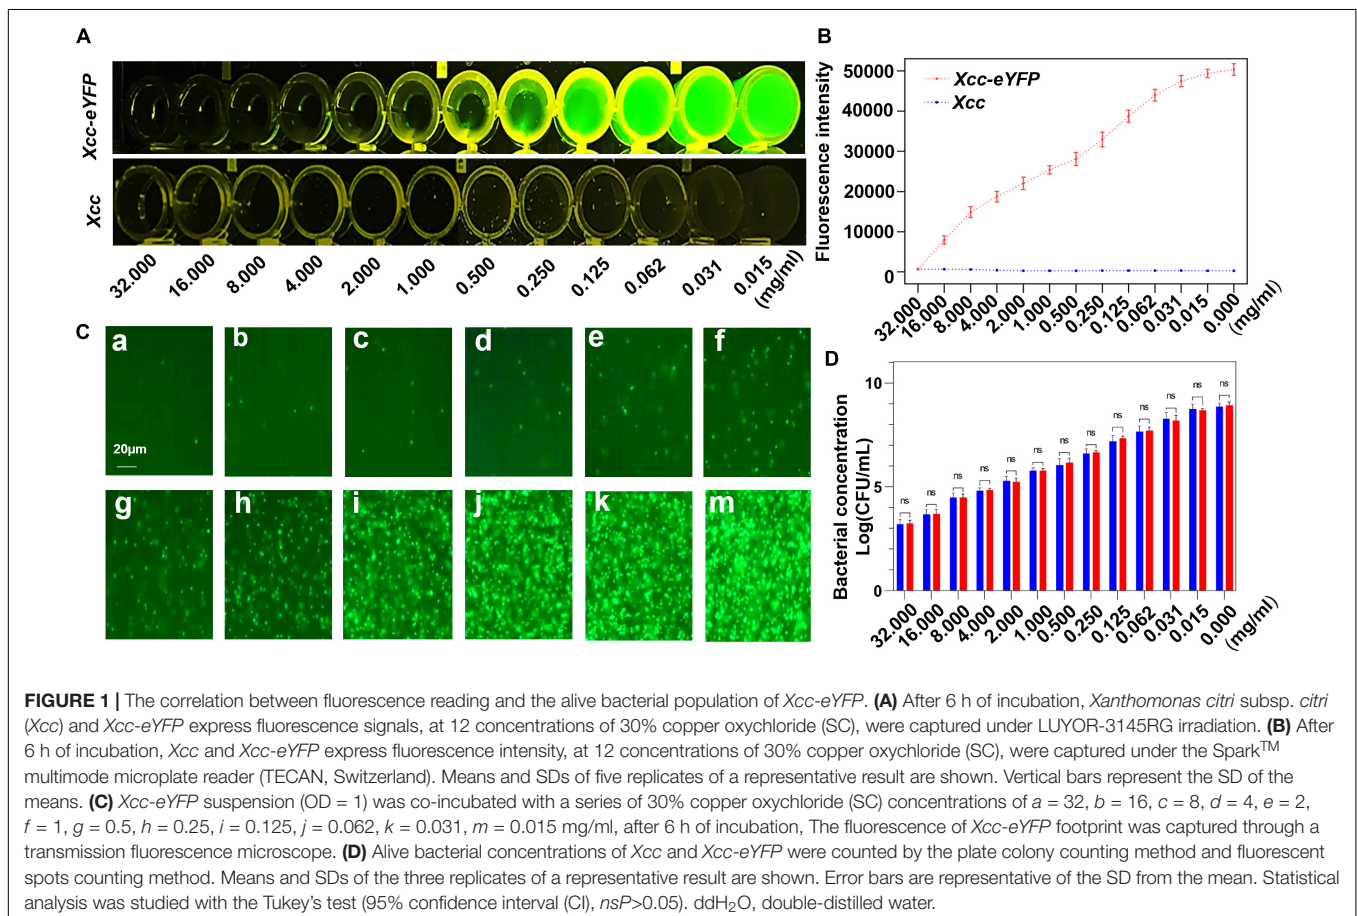 A
Xcc-eYFP
Xcc
32.000
16.000
8.000
4.000
2.000
1.000
0.500
0.250
0.125
0.062
0.031
0.015
(mg/ml)
B
Fluorescence intensity
50000
40000
30000
20000
10000
0
Xcc-eYFP
Xcc
32.000
16.000
8.000
4.000
2.000
1.000
0.500
0.250
0.125
0.062
0.031
0.015
0.000
(mg/ml)
C
a
b
c
d
e
f
20μm
g
h
i
j
k
m
D
Bacterial concentration
Log(CFU/mL)
10
5
0
ns
ns
ns
ns
ns
ns
ns
ns
ns
ns
ns
ns
ns
32.000
16.000
8.000
4.000
2.000
1.000
0.500
0.250
0.125
0.062
0.031
0.015
0.000
(mg/ml)
FIGURE 1 | The correlation between fluorescence reading and the alive bacterial population of Xcc-eYFP. (A) After 6 h of incubation, Xanthomonas citri subsp. citri
(Xcc) and Xcc-eYFP express fluorescence signals, at 12 concentrations of 30% copper oxychloride (SC), were captured under LUYOR-3145RG irradiation. (B) After
6 h of incubation, Xcc and Xcc-eYFP express fluorescence intensity, at 12 concentrations of 30% copper oxychloride (SC), were captured under the Spark™
multimode microplate reader (TECAN, Switzerland). Means and SDs of five replicates of a representative result are shown. Vertical bars represent the SD of the
means. (C) Xcc-eYFP suspension (OD = 1) was co-incubated with a series of 30% copper oxychloride (SC) concentrations of a = 32, b = 16, c = 8, d = 4, e = 2,
f = 1, g = 0.5, h = 0.25, i = 0.125, j = 0.062, k = 0.031, m = 0.015 mg/ml, after 6 h of incubation, The fluorescence of Xcc-eYFP footprint was captured through a
transmission fluorescence microscope. (D) Alive bacterial concentrations of Xcc and Xcc-eYFP were counted by the plate colony counting method and fluorescent
spots counting method. Means and SDs of the three replicates of a representative result are shown. Error bars are representative of the SD from the mean. Statistical
analysis was studied with the Tukey's test (95% confidence interval (CI), nsP>0.05). ddH₂O, double-distilled water.